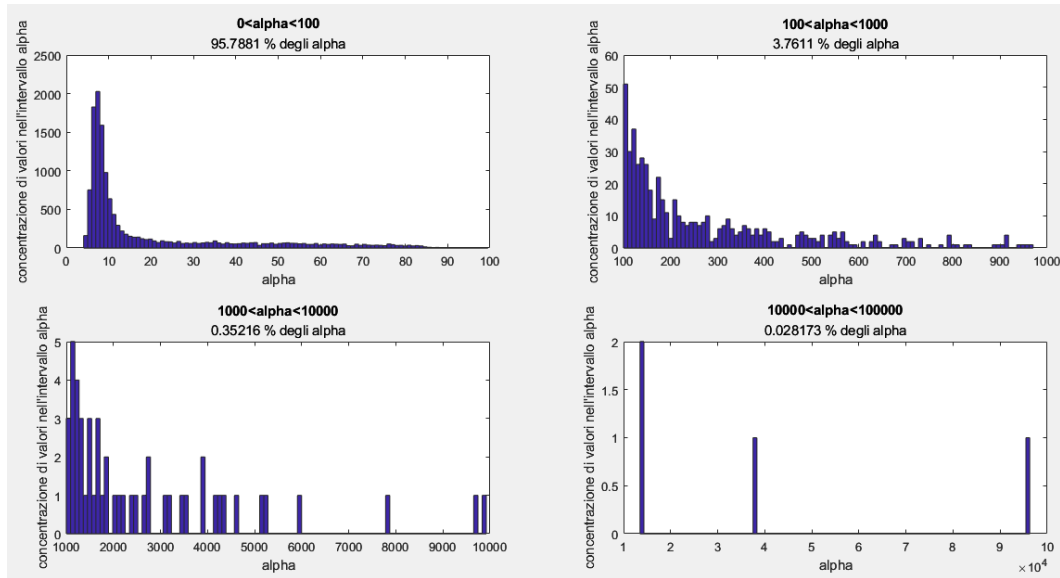 0<alpha<100
95.7881 % degli alpha
concentrazione di valori nell'intervallo alpha
2500
2000
1500
1000
500
0
0 10 20 30 40 50 60 70 80 90 100
alpha
100<alpha<1000
3.7611 % degli alpha
concentrazione di valori nell'intervallo alpha
60
50
40
30
20
10
0
100 200 300 400 500 600 700 800 900 1000
alpha
1000<alpha<10000
0.35216 % degli alpha
concentrazione di valori nell'intervallo alpha
5
4
3
2
1
0
1000 2000 3000 4000 5000 6000 7000 8000 9000 10000
alpha
10000<alpha<100000
0.028173 % degli alpha
concentrazione di valori nell'intervallo alpha
2
1.5
1
0.5
0
1 2 3 4 5 6 7 8 9 10
alpha
×10^4